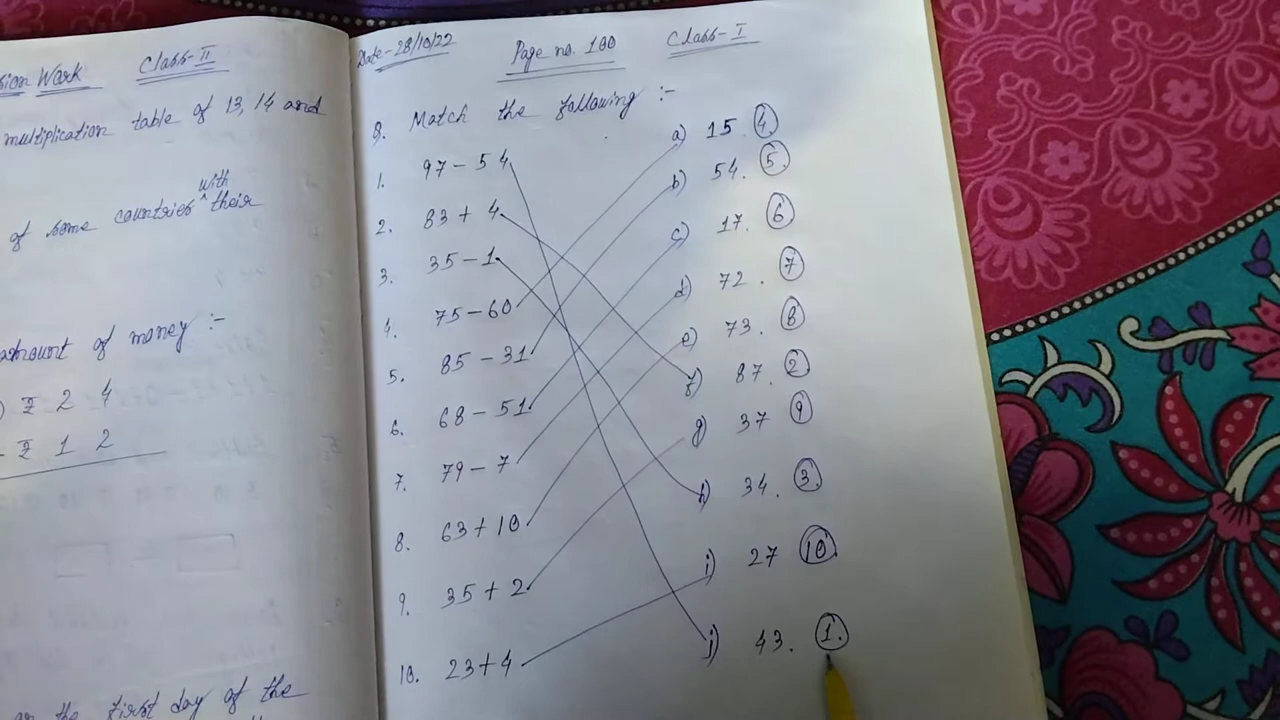 sion Work Class-II
multiplication table of 13, 14 and
of some countries with their
amount of money :-
) ₹ 2 4
- ₹ 1 2
on the first day of the
Date-28/10/22 Page no. 100 Class-I
9. Match the following :-
1. 97 - 54 a) 15. 4.
2. 83 + 4. b) 54. 5.
3. 35 - 1. c) 17. 6
4. 75 - 60 d) 72. 7
5. 85 - 31 e) 73. 8
6. 68 - 51 f) 87. 2
7. 79 - 7 g) 37 9
8. 63 + 10 h) 34. 3.
9. 35 + 2 i) 27 10.
10. 23 + 4 j) 43. 1.